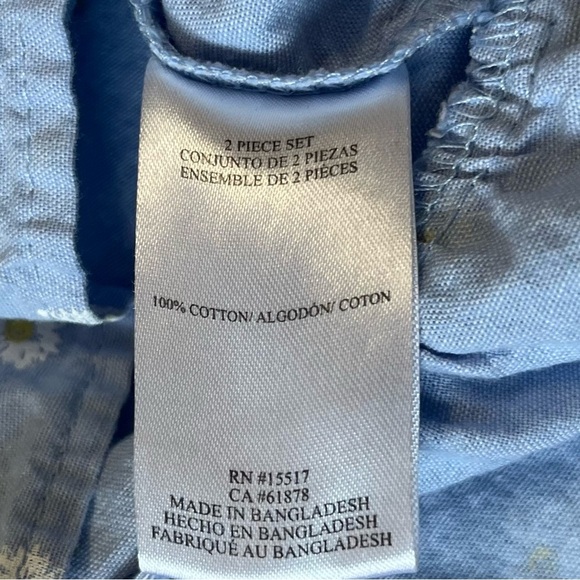 2 PIECE SET
CONJUNTO DE 2 PIEZAS
ENSEMBLE DE 2 PIÈCES
100% COTTON/ ALGODÓN/ COTON
RN #15517
CA #61878
MADE IN BANGLADESH
HECHO EN BANGLADESH
FABRIQUÉ AU BANGLADESH